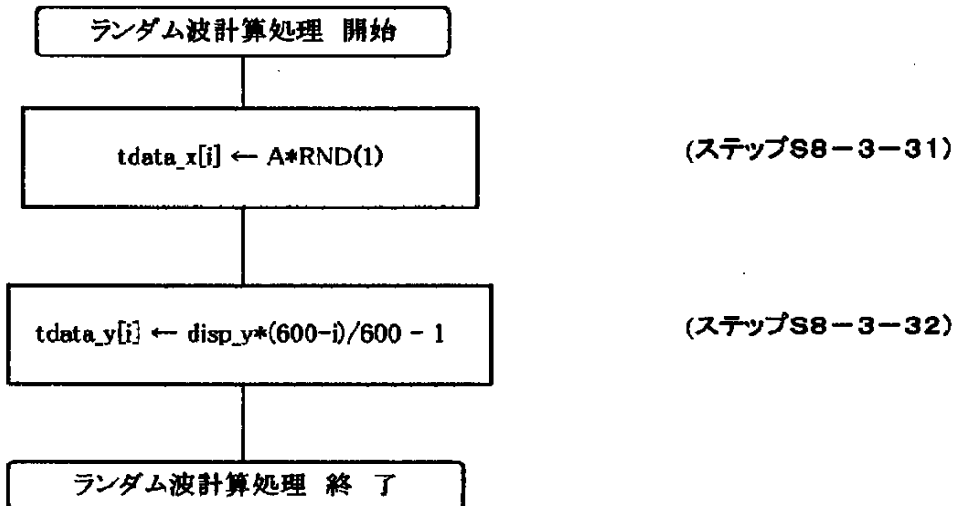 ランダム波計算処理 開始
tdata_x[i] ← A*RND(1)
(ステップS8－3－31)
tdata_y[i] ← disp_y*(600-i)/600 - 1
(ステップS8－3－32)
ランダム波計算処理 終 了